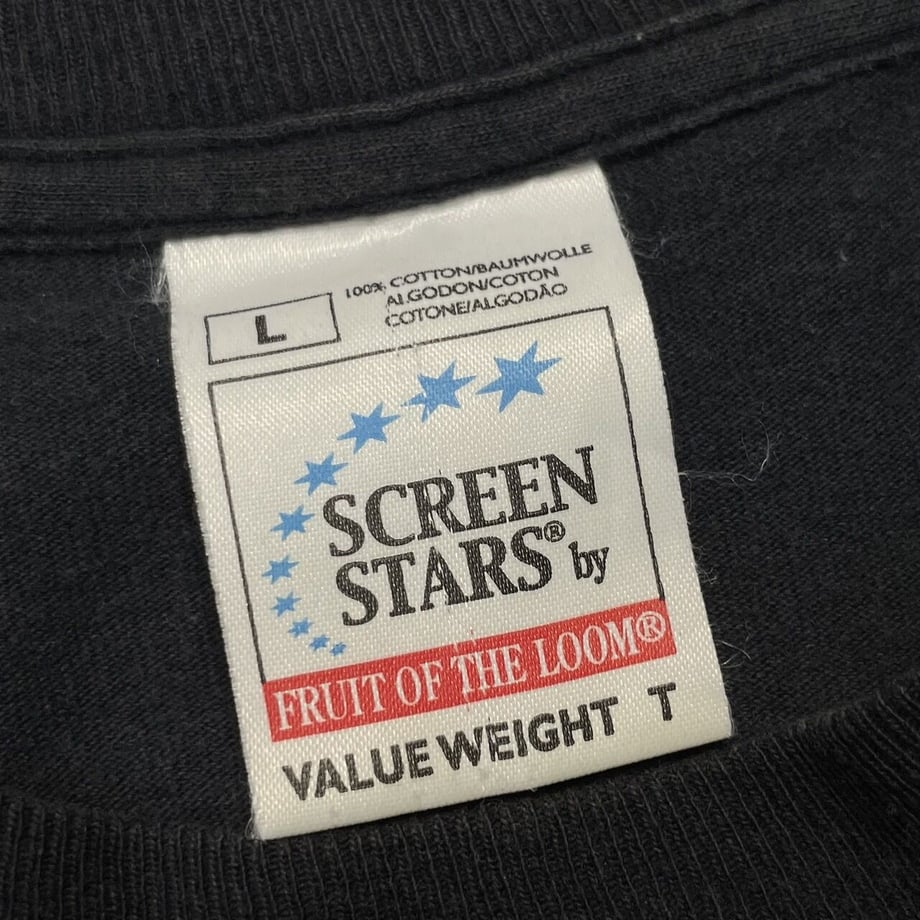 L
100% COTTON/BAUMWOLLE
ALGODON/COTON
COTONE/ALGODÃO
SCREEN
STARS® by
FRUIT OF THE LOOM®
VALUE WEIGHT T